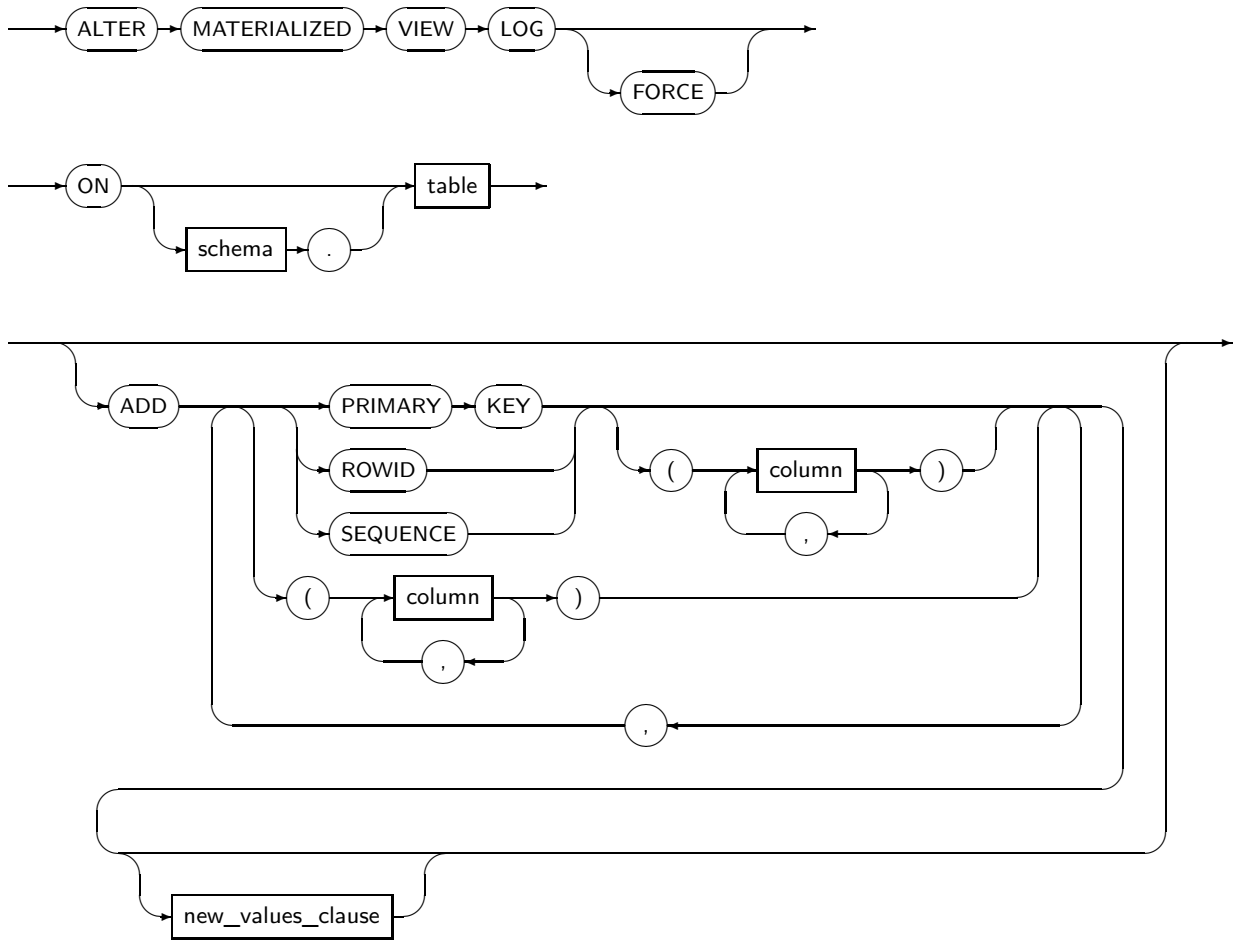 ALTER MATERIALIZED VIEW LOG
FORCE
ON table
schema .
ADD PRIMARY KEY
ROWID ( column )
SEQUENCE ,
( column )
,
,
new_values_clause